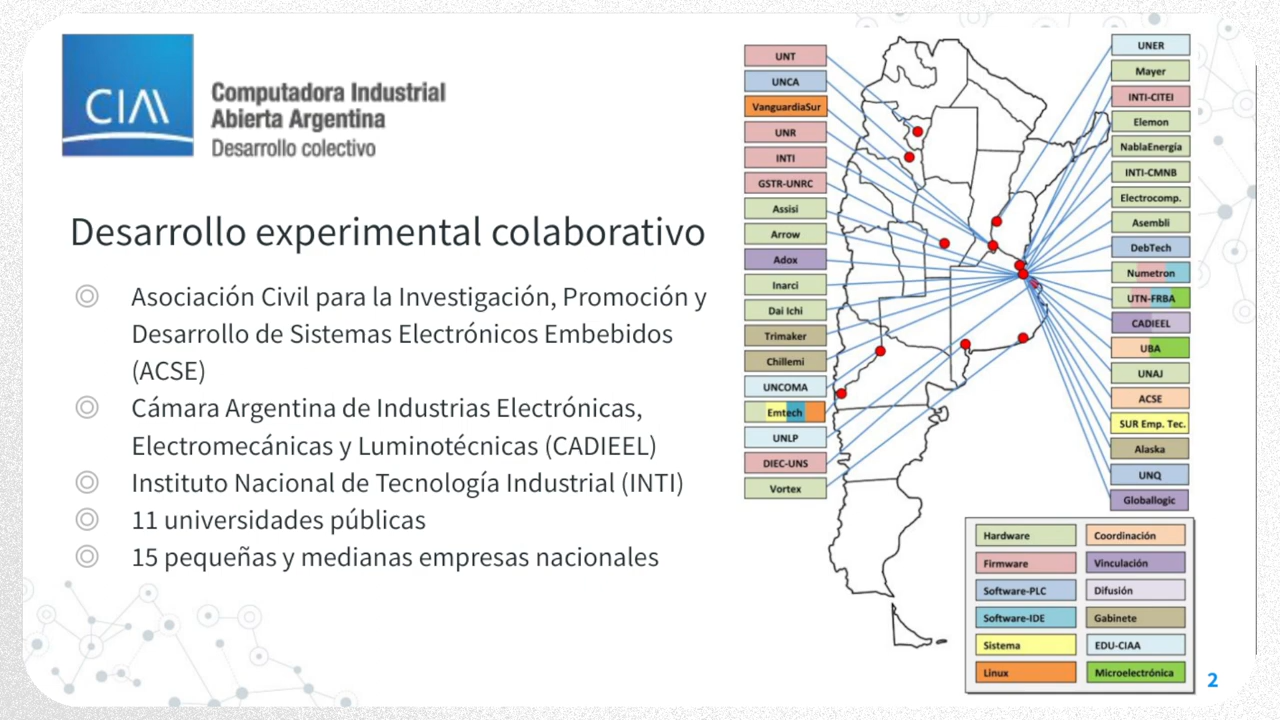 CIAA
Computadora Industrial
Abierta Argentina
Desarrollo colectivo
Desarrollo experimental colaborativo
Asociación Civil para la Investigación, Promoción y
Desarrollo de Sistemas Electrónicos Embebidos
(ACSE)
Cámara Argentina de Industrias Electrónicas,
Electromecánicas y Luminotécnicas (CADIEEL)
Instituto Nacional de Tecnología Industrial (INTI)
11 universidades públicas
15 pequeñas y medianas empresas nacionales
UNT
UNCA
VanguardiaSur
UNR
INTI
GSTR-UNRC
Assisi
Arrow
Adox
Inarci
Dai Ichi
Trimaker
Chillemi
UNCOMA
Emtech
UNLP
DIEC-UNS
Vortex
UNER
Mayer
INTI-CITEI
Elemon
NablaEnergía
INTI-CMNB
Electrocomp.
Asembli
DebTech
Numetron
UTN-FRBA
CADIEEL
UBA
UNAJ
ACSE
SUR Emp. Tec.
Alaska
UNQ
Globallogic
Hardware
Firmware
Software-PLC
Software-IDE
Sistema
Linux
Coordinación
Vinculación
Difusión
Gabinete
EDU-CIAA
Microelectrónica
2